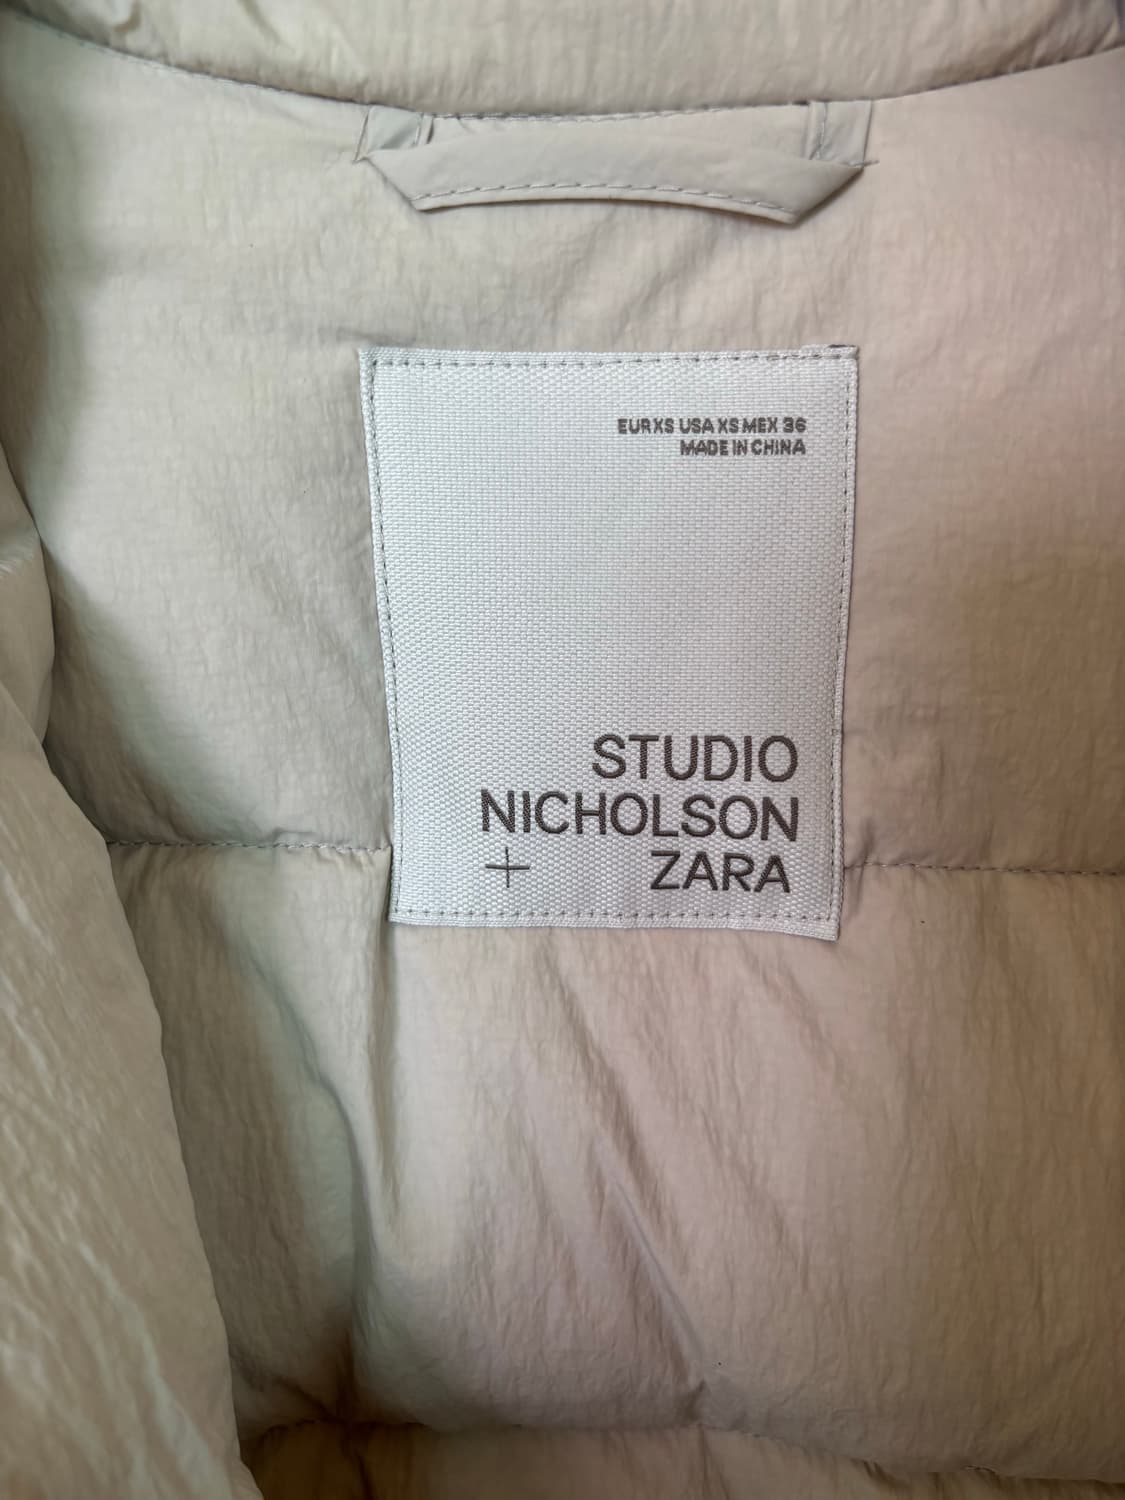 EUR XS USA XS MEX 36
MADE IN CHINA
STUDIO
NICHOLSON
+ ZARA